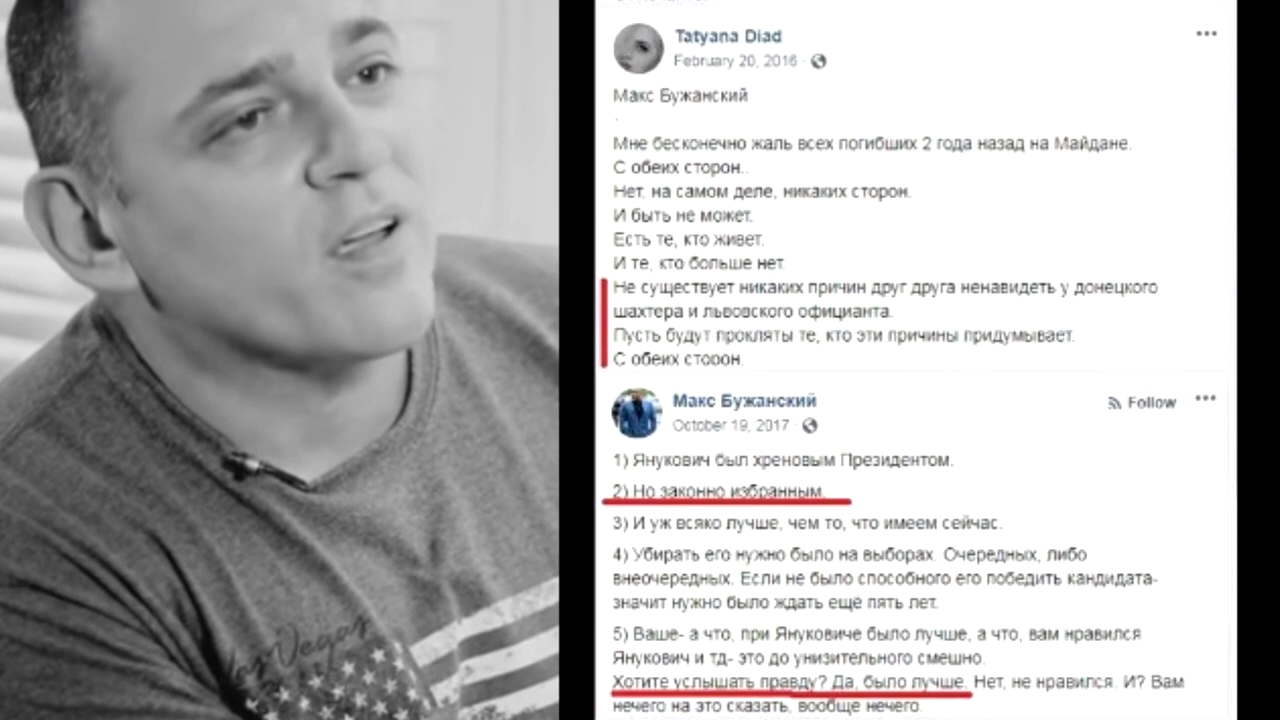 Tatyana Diad
February 20, 2016
Макс Бужанский
.
Мне бесконечно жаль всех погибших 2 года назад на Майдане.
С обеих сторон..
Нет, на самом деле, никаких сторон.
И быть не может.
Есть те, кто живет.
И те, кто больше нет.
Не существует никаких причин друг друга ненавидеть у донецкого
шахтера и львовского официанта.
Пусть будут прокляты те, кто эти причины придумывает.
С обеих сторон.
Макс Бужанский
Follow
October 19, 2017
1) Янукович был хреновым Президентом.
2) Но законно избранным.
3) И уж всяко лучше, чем то, что имеем сейчас.
4) Убирать его нужно было на выборах. Очередных, либо
внеочередных. Если не было способного его победить кандидата-
значит нужно было ждать ещё пять лет.
5) Ваше- а что, при Януковиче было лучше, а что, вам нравился
Янукович и тд- это до унизительного смешно.
Хотите услышать правду? Да, было лучше. Нет, не нравился. И? Вам
нечего на это сказать, вообще нечего.
Las Vegas